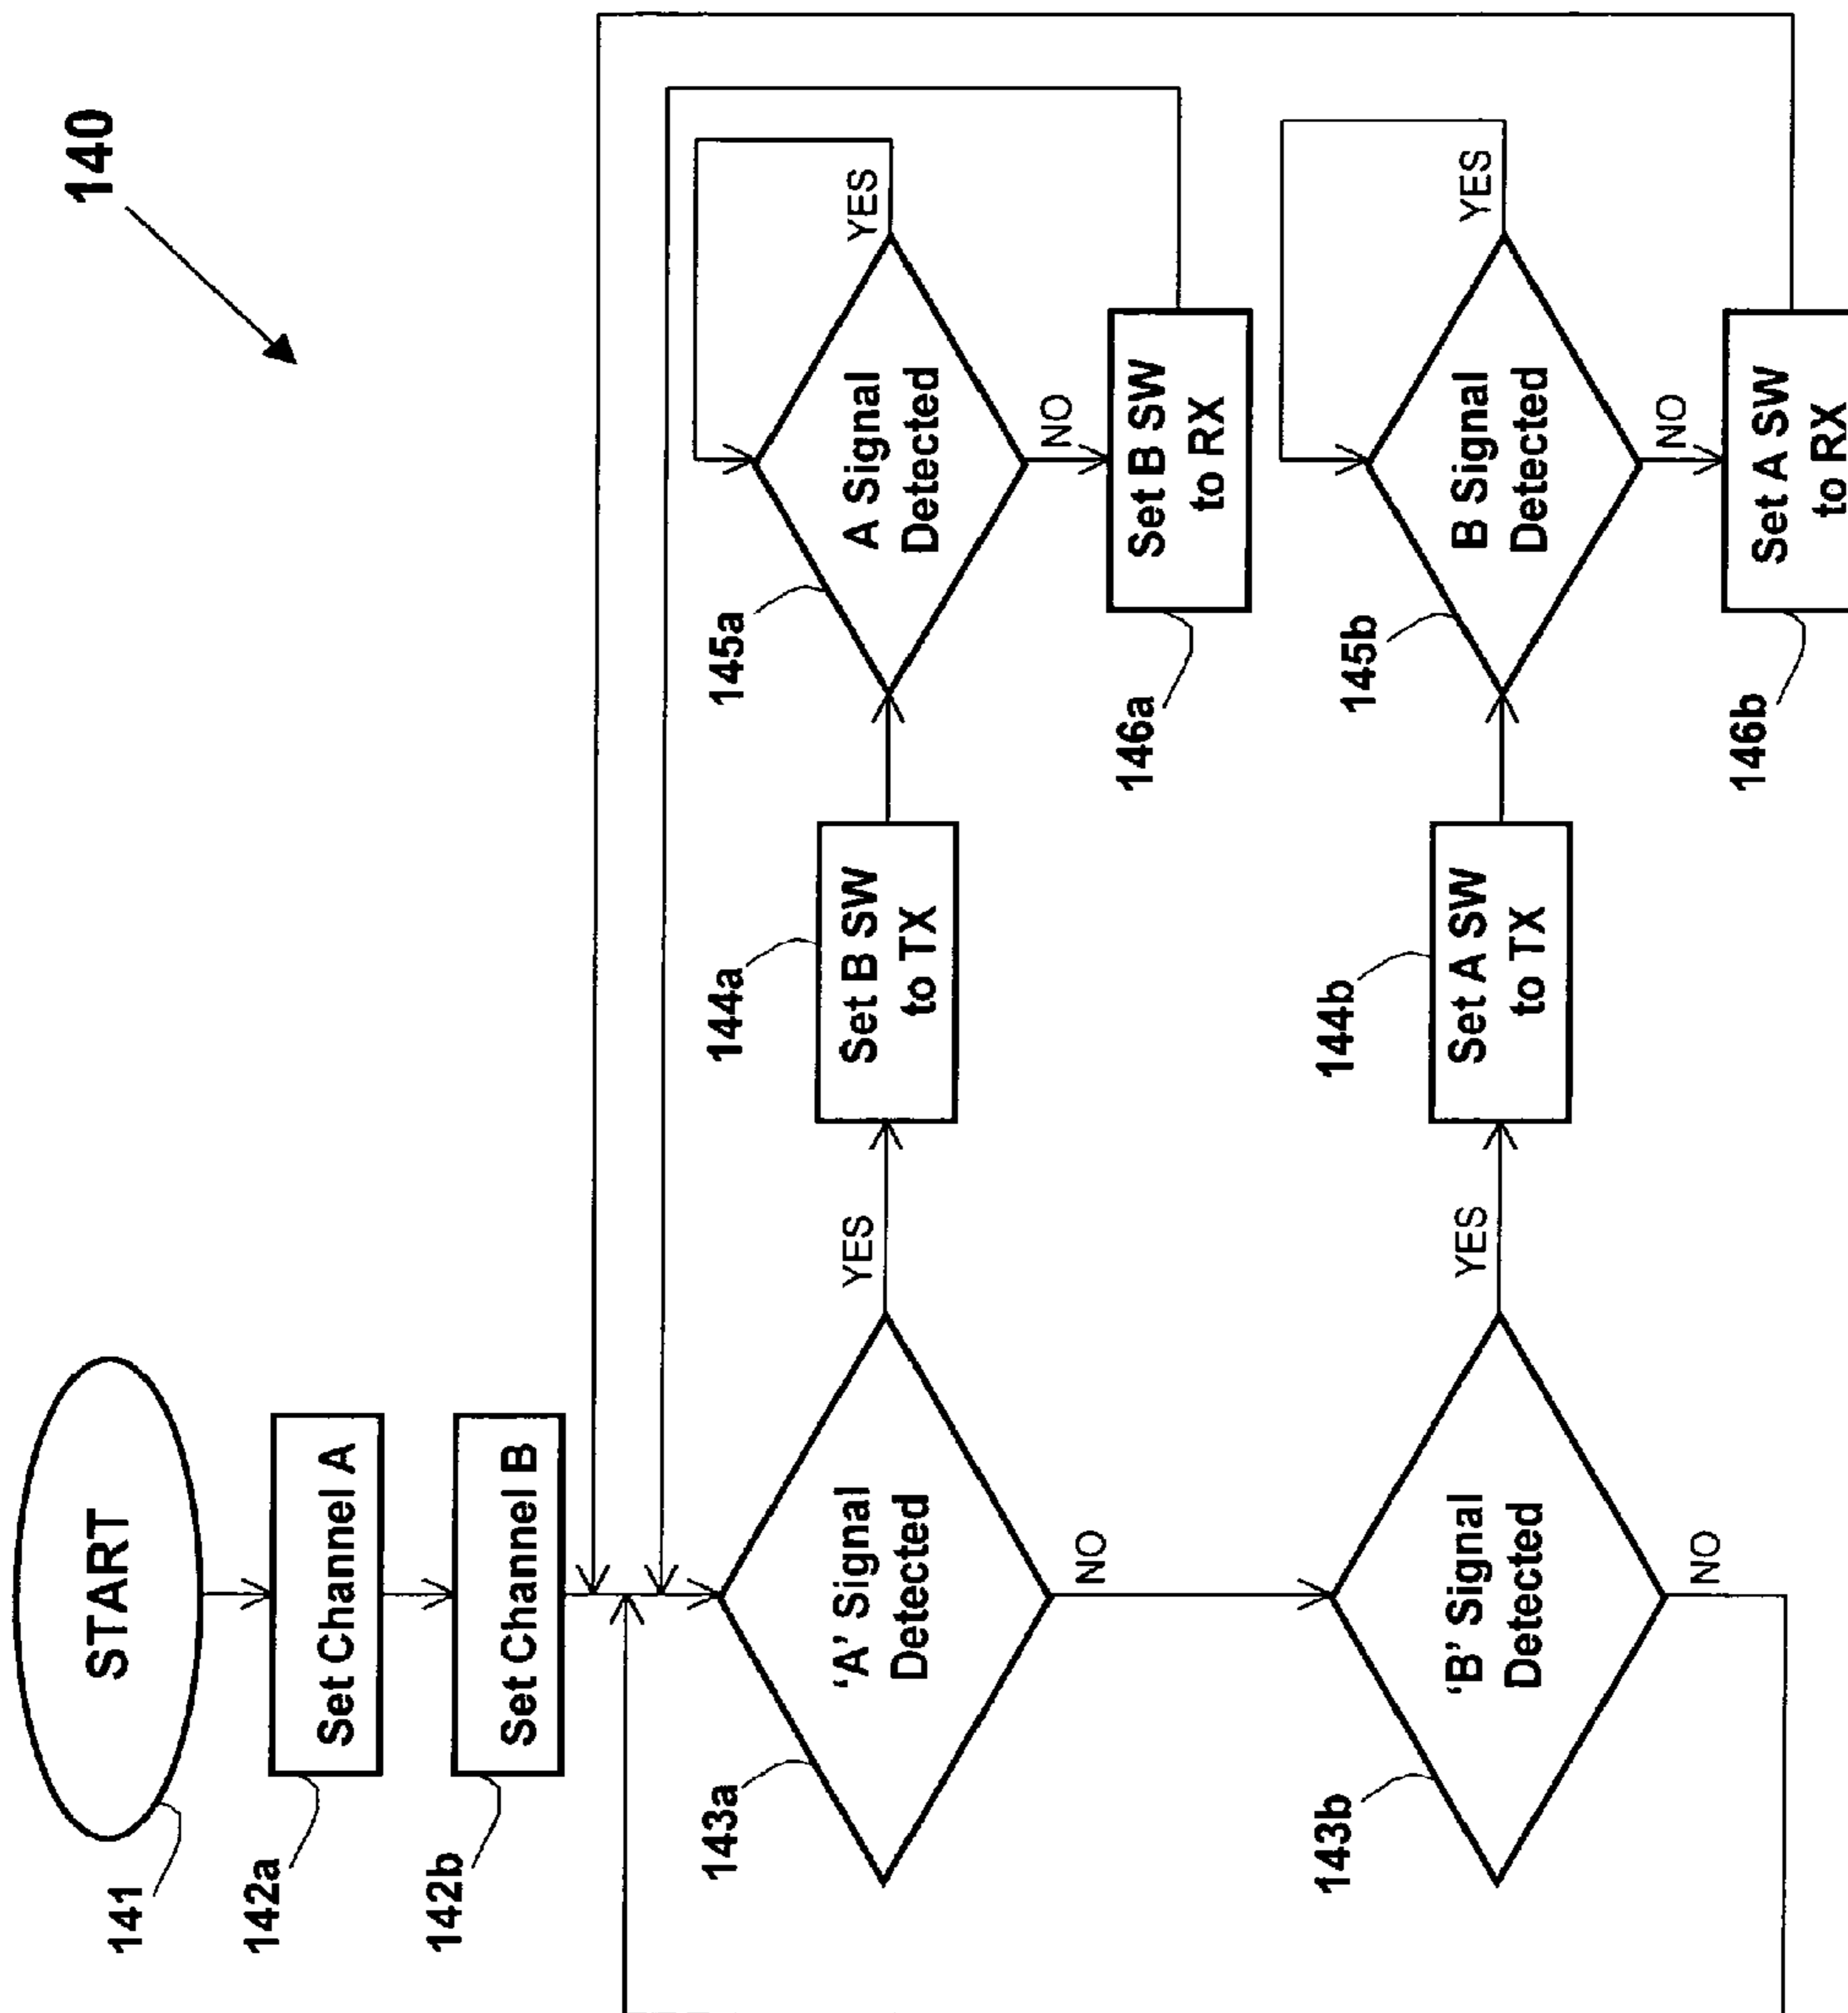 140
START
141
Set Channel A
142a
Set Channel B
142b
'A' Signal
Detected
143a
YES
NO
Set B SW
to TX
144a
A Signal
Detected
145a
YES
NO
Set B SW
to RX
146a
'B' Signal
Detected
143b
YES
NO
Set A SW
to TX
144b
B Signal
Detected
145b
YES
NO
Set A SW
to RX
146b